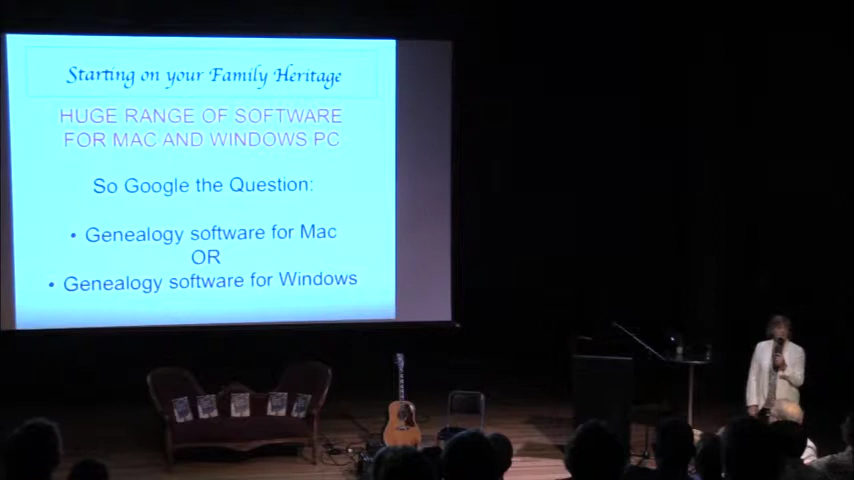 Starting on your Family Heritage
HUGE RANGE OF SOFTWARE
FOR MAC AND WINDOWS PC
So Google the Question:
• Genealogy software for Mac
OR
• Genealogy software for Windows